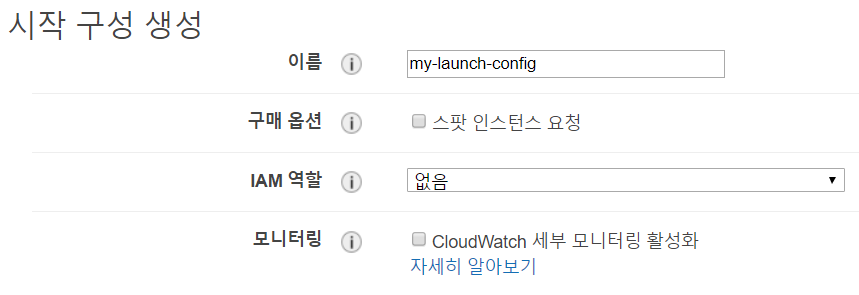 시작 구성 생성
이름 my-launch-config
구매 옵션 스팟 인스턴스 요청
IAM 역할 없음
모니터링 CloudWatch 세부 모니터링 활성화
자세히 알아보기